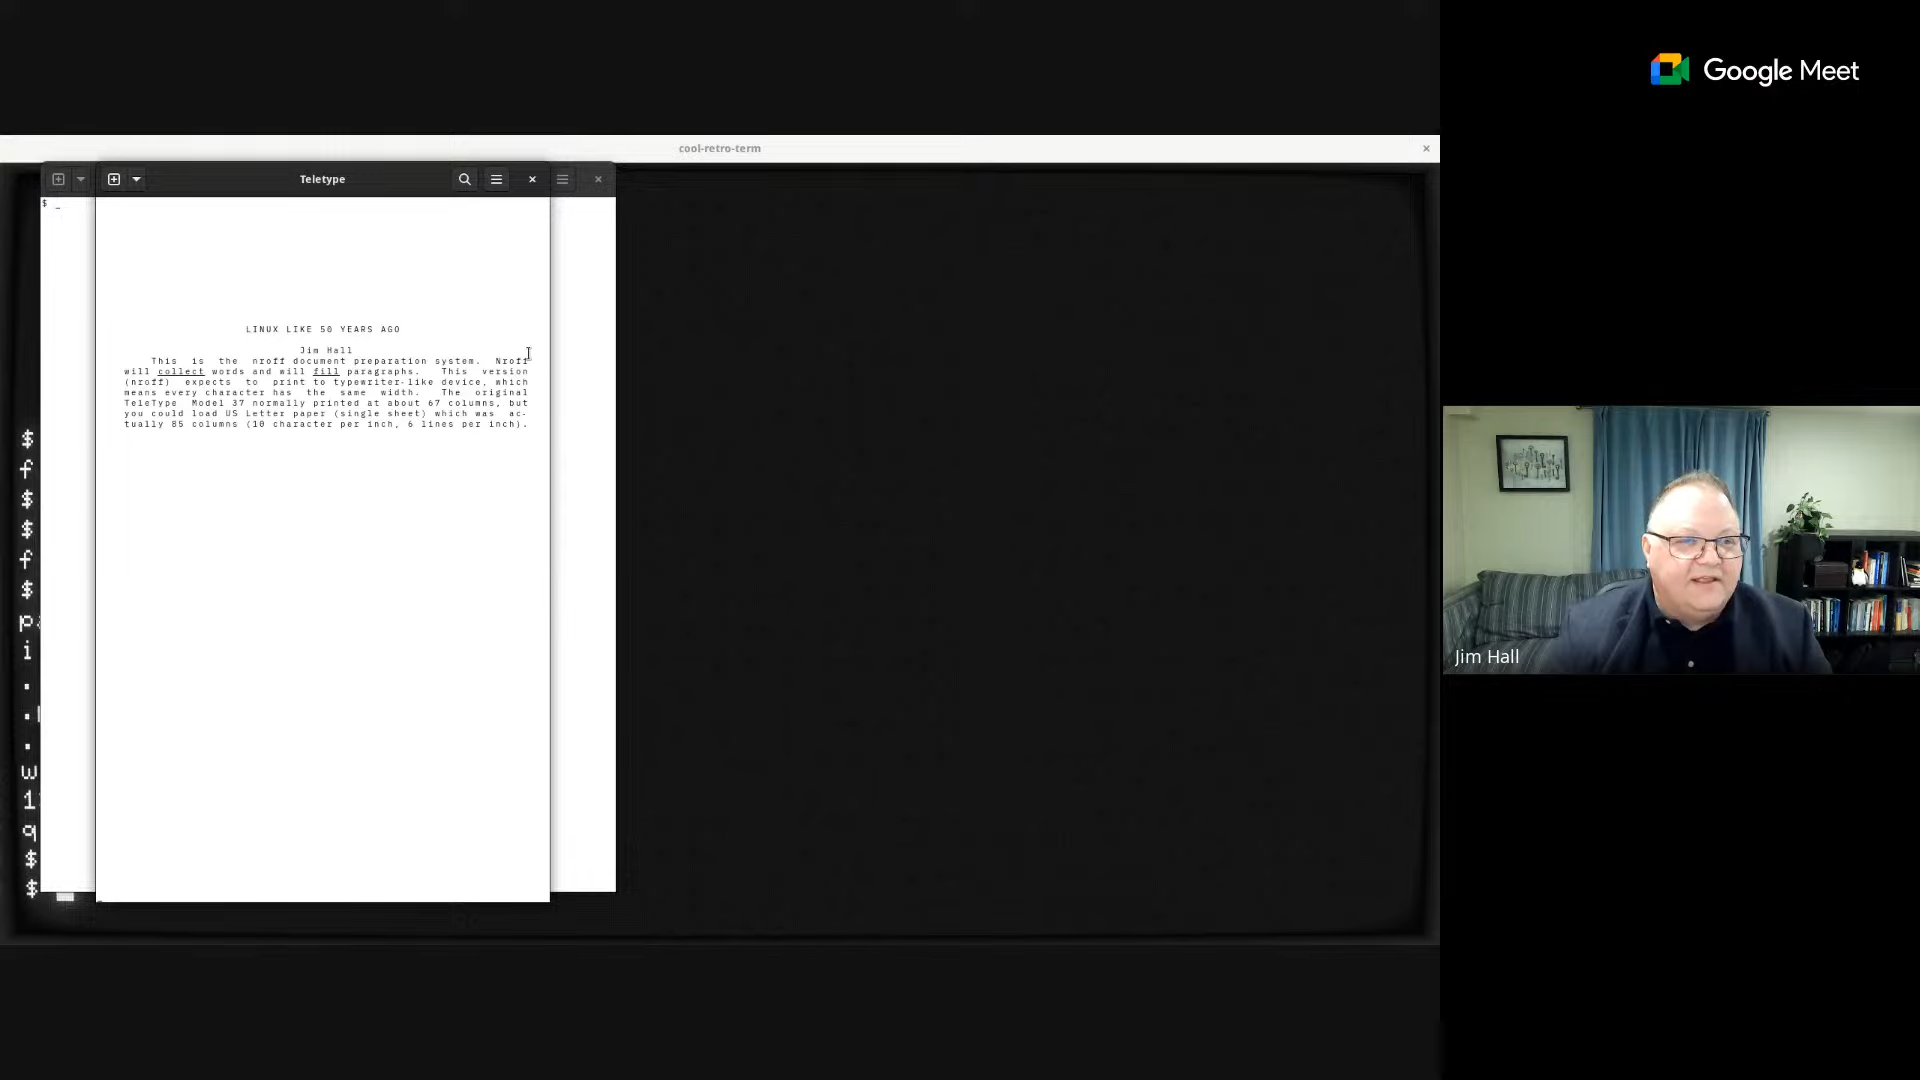 Google Meet
cool-retro-term
Teletype
$ _
LINUX LIKE 50 YEARS AGO
Jim Hall
This is the nroff document preparation system. Nroff
will collect words and will fill paragraphs. This version
(nroff) expects to print to typewriter-like device, which
means every character has the same width. The original
TeleType Model 37 normally printed at about 67 columns, but
you could load US Letter paper (single sheet) which was ac-
tually 85 columns (10 character per inch, 6 lines per inch).
$
f
$
$
f
$
p
i
.
.
.
w
1
q
$
$
Jim Hall